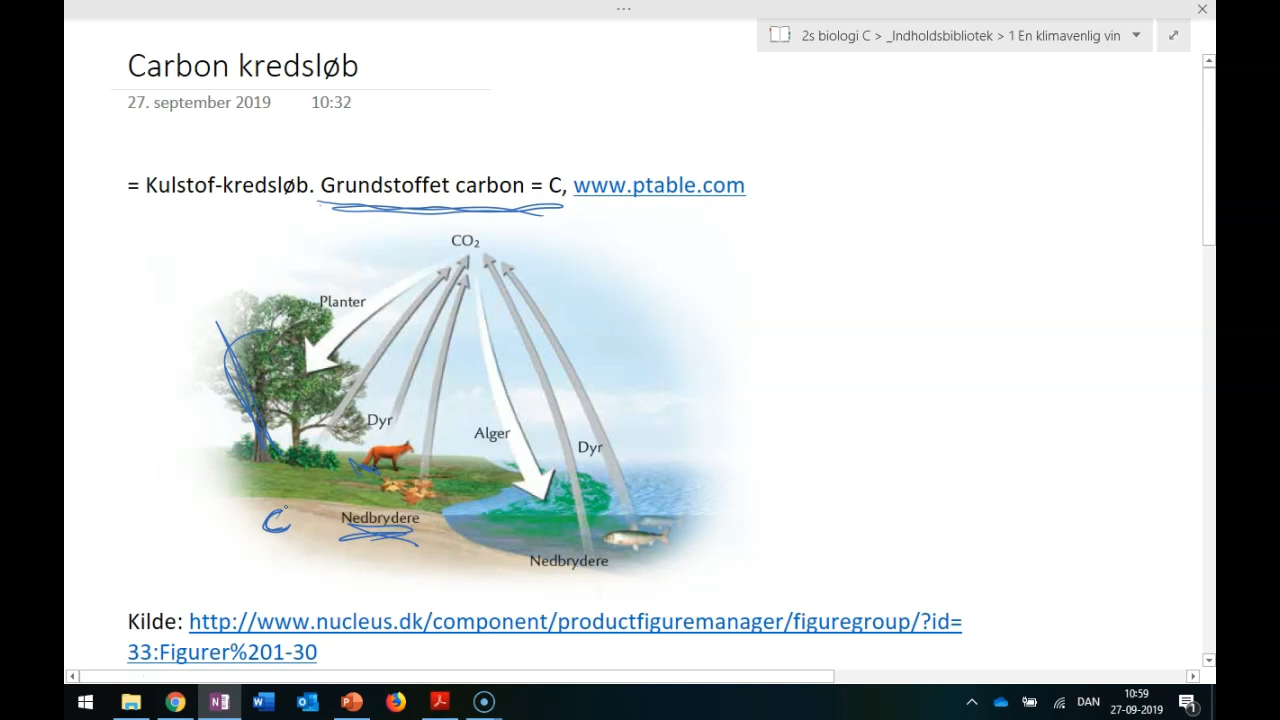 2s biologi C > _Indholdsbibliotek > 1 En klimavenlig vin
Carbon kredsløb
27. september 2019 10:32
= Kulstof-kredsløb. Grundstoffet carbon = C, www.ptable.com
CO₂
Planter
Dyr
Alger
Dyr
C
Nedbrydere
Nedbrydere
Kilde: http://www.nucleus.dk/component/productfiguremanager/figuregroup/?id=
33:Figurer%201-30
DAN
10:59
27-09-2019
1